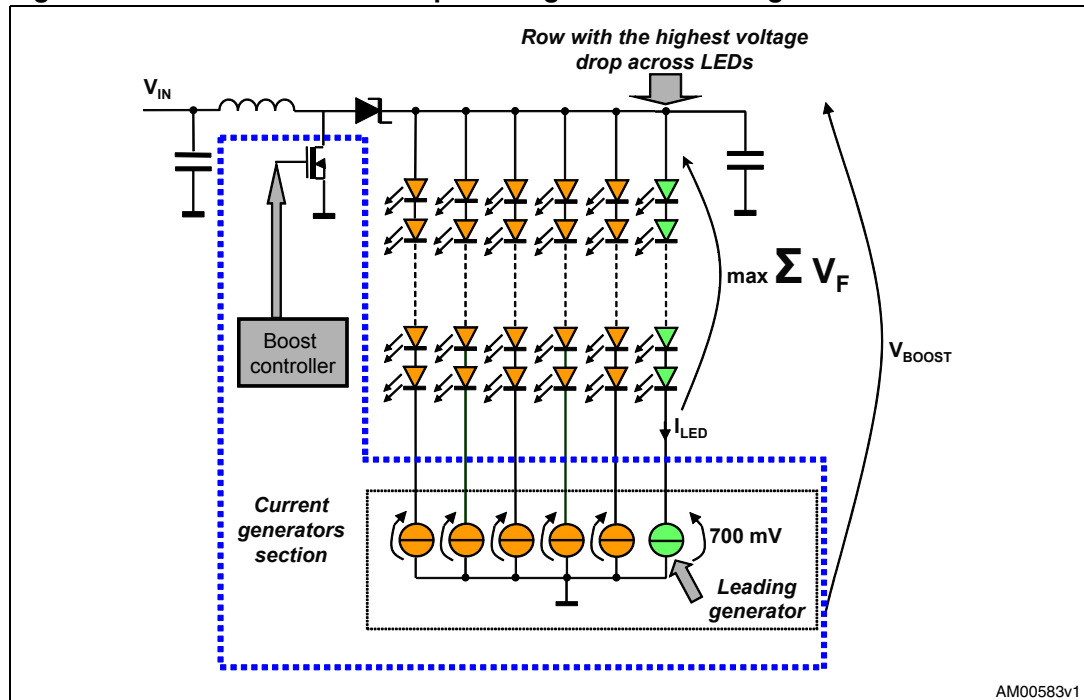 Row with the highest voltage
drop across LEDs
V_IN
max Σ V_F
Boost
controller
V_BOOST
I_LED
Current
generators
section
700 mV
Leading
generator
AM00583v1